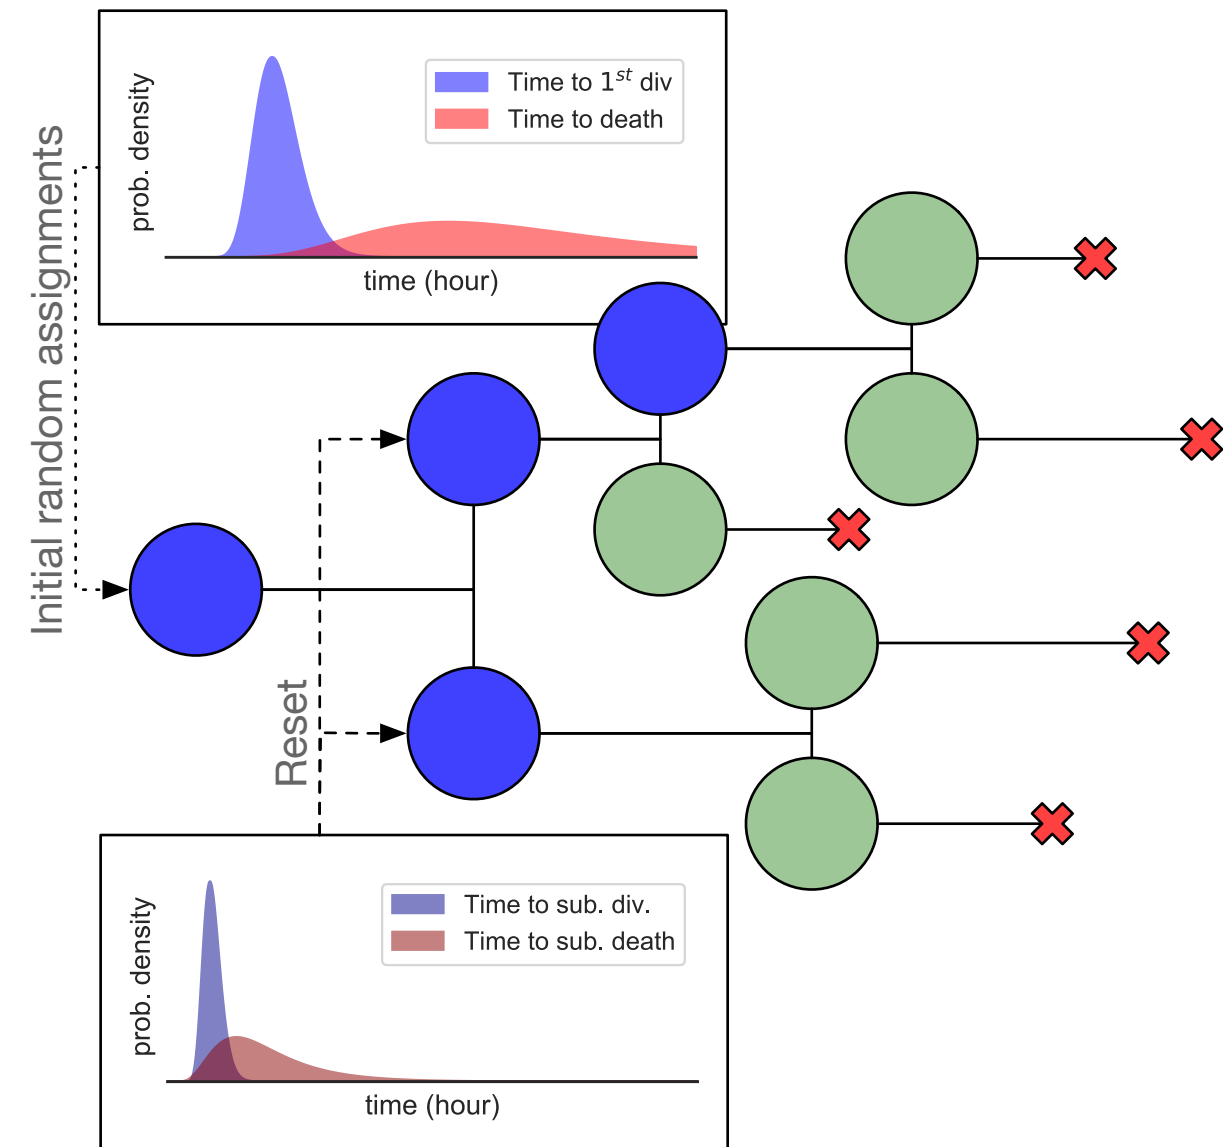 Time to 1st div
Time to death
prob. density
time (hour)
Initial random assignments
Reset
Time to sub. div.
Time to sub. death
prob. density
time (hour)